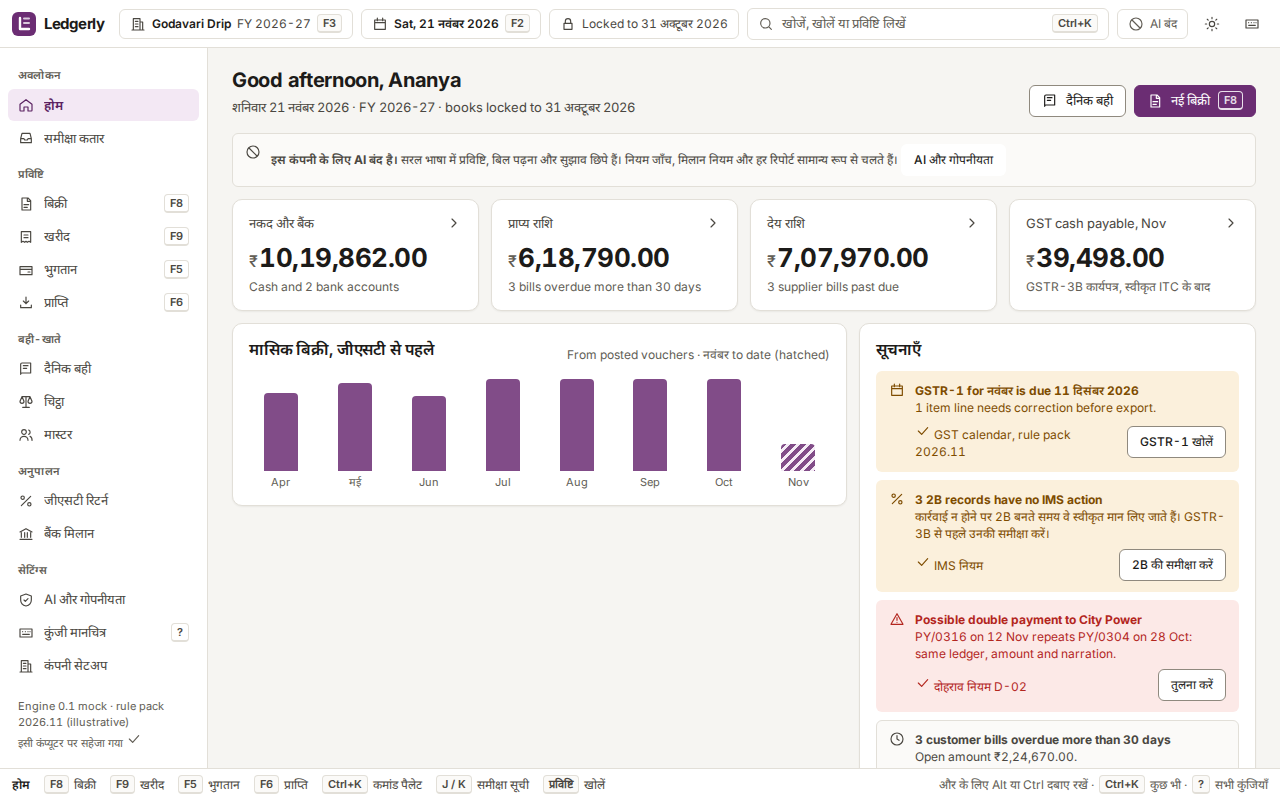 Ledgerly
Godavari Drip FY 2026-27 F3
Sat, 21 नवंबर 2026 F2
Locked to 31 अक्टूबर 2026
खोजें, खोलें या प्रविष्टि लिखें Ctrl+K
AI बंद
अवलोकन
होम
समीक्षा कतार
प्रविष्टि
बिक्री F8
खरीद F9
भुगतान F5
प्राप्ति F6
बही-खाते
दैनिक बही
चिट्ठा
मास्टर
अनुपालन
जीएसटी रिटर्न
बैंक मिलान
सेटिंग्स
AI और गोपनीयता
कुंजी मानचित्र ?
कंपनी सेटअप
Engine 0.1 mock · rule pack
2026.11 (illustrative)
इसी कंप्यूटर पर सहेजा गया
Good afternoon, Ananya
शनिवार 21 नवंबर 2026 · FY 2026-27 · books locked to 31 अक्टूबर 2026
दैनिक बही
नई बिक्री F8
इस कंपनी के लिए AI बंद है। सरल भाषा में प्रविष्टि, बिल पढ़ना और सुझाव छिपे हैं। नियम जाँच, मिलान नियम और हर रिपोर्ट सामान्य रूप से चलते हैं। AI और गोपनीयता
नकद और बैंक
₹10,19,862.00
Cash and 2 bank accounts
प्राप्य राशि
₹6,18,790.00
3 bills overdue more than 30 days
देय राशि
₹7,07,970.00
3 supplier bills past due
GST cash payable, Nov
₹39,498.00
GSTR-3B कार्यपत्र, स्वीकृत ITC के बाद
मासिक बिक्री, जीएसटी से पहले
From posted vouchers · नवंबर to date (hatched)
Apr मई Jun Jul Aug Sep Oct Nov
सूचनाएँ
GSTR-1 for नवंबर is due 11 दिसंबर 2026
1 item line needs correction before export.
GST calendar, rule pack
2026.11
GSTR-1 खोलें
3 2B records have no IMS action
कार्रवाई न होने पर 2B बनते समय वे स्वीकृत मान लिए जाते हैं। GSTR-
3B से पहले उनकी समीक्षा करें।
IMS नियम
2B की समीक्षा करें
Possible double payment to City Power
PY/0316 on 12 Nov repeats PY/0304 on 28 Oct:
same ledger, amount and narration.
दोहराव नियम D-02
तुलना करें
3 customer bills overdue more than 30 days
Open amount ₹2,24,670.00.
होम F8 बिक्री F9 खरीद F5 भुगतान F6 प्राप्ति Ctrl+K कमांड पैलेट J / K समीक्षा सूची प्रविष्टि खोलें
और के लिए Alt या Ctrl दबाए रखें · Ctrl+K कुछ भी · ? सभी कुंजियाँ